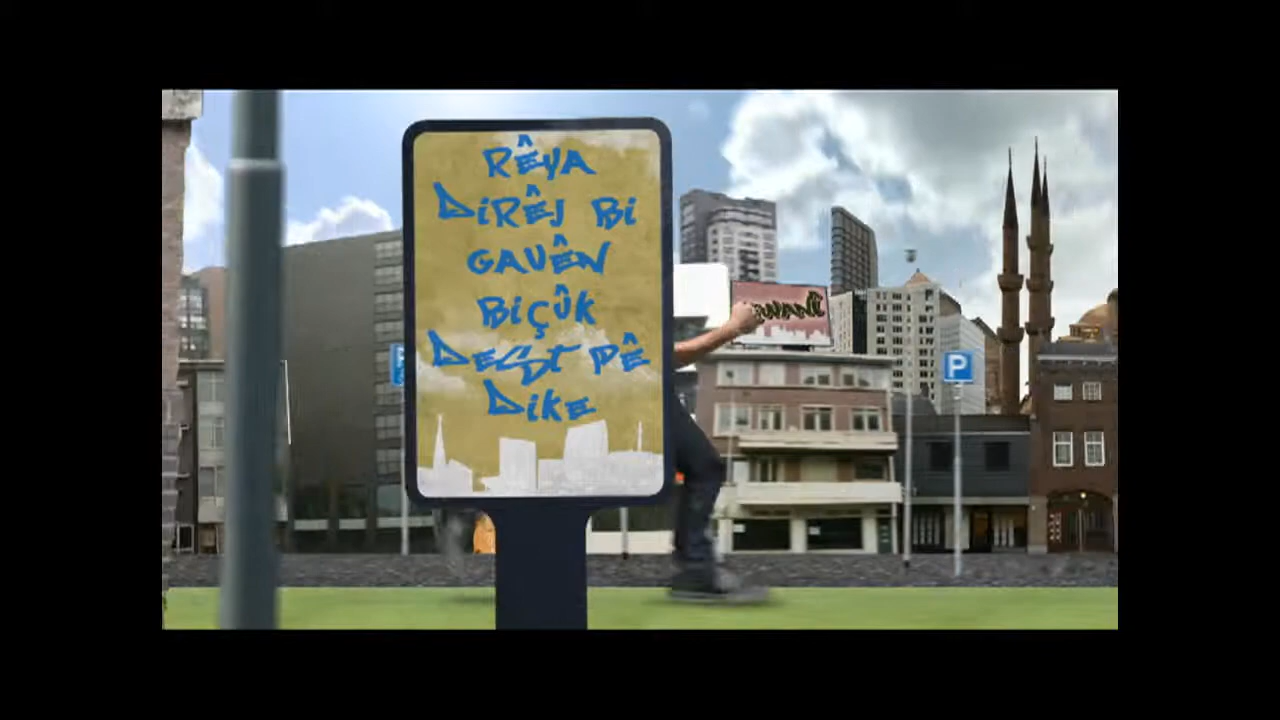 RÊYA
DiRÊJ Bi
GAVÊN
BiÇÛK
DEST PÊ
DiKE
P